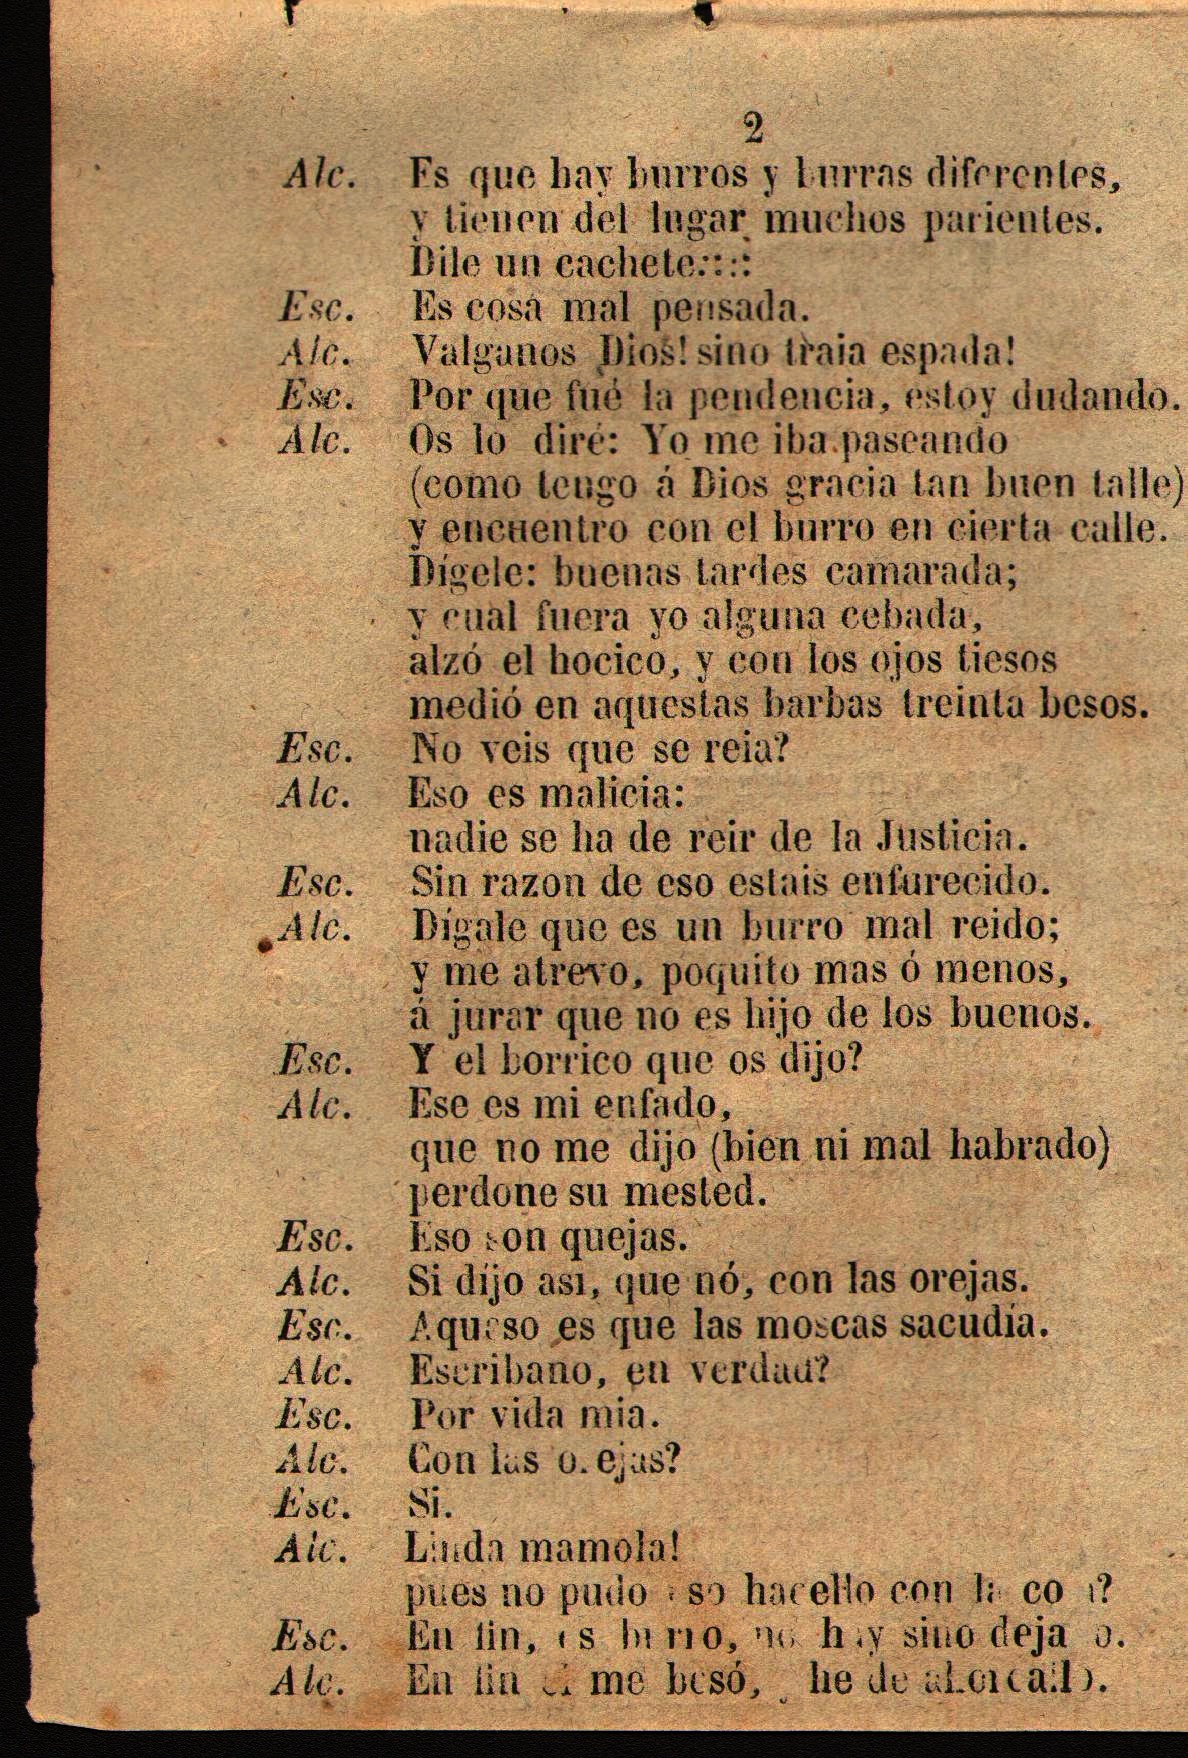 2
Alc. Es que hay burros y burras diferentes,
y tienen del lugar muchos parientes.
Dile un cachete::::
Esc. Es cosa mal pensada.
Alc. Valganos Dios! sino traia espada!
Esc. Por que fué la pendencia, estoy dudando.
Alc. Os lo diré: Yo me iba paseando
(como tengo á Dios gracia tan buen talle)
y encuentro con el burro en cierta calle.
Dígele: buenas tardes camarada;
y cual fuera yo alguna cebada,
alzó el hocico, y con los ojos tiesos
medió en aquestas barbas treinta besos.
Esc. No veis que se reia?
Alc. Eso es malicia:
nadie se ha de reir de la Justicia.
Esc. Sin razon de eso estais enfurecido.
Alc. Dígale que es un burro mal reido;
y me atrevo, poquito mas ó menos,
á jurar que no es hijo de los buenos.
Esc. Y el borrico que os dijo?
Alc. Ese es mi enfado,
que no me dijo (bien ni mal habrado)
perdone su mested.
Esc. Eso son quejas.
Alc. Si dijo asi, que nó, con las orejas.
Esc. Aqueso es que las moscas sacudia.
Alc. Escribano, en verdad?
Esc. Por vida mia.
Alc. Con las orejas?
Esc. Si.
Alc. Linda mamola!
pues no pudo eso hacello con la cola?
Esc. En fin, es burro, no hay sino dejallo.
Alc. En fin él me besó, he de ahorcallo.